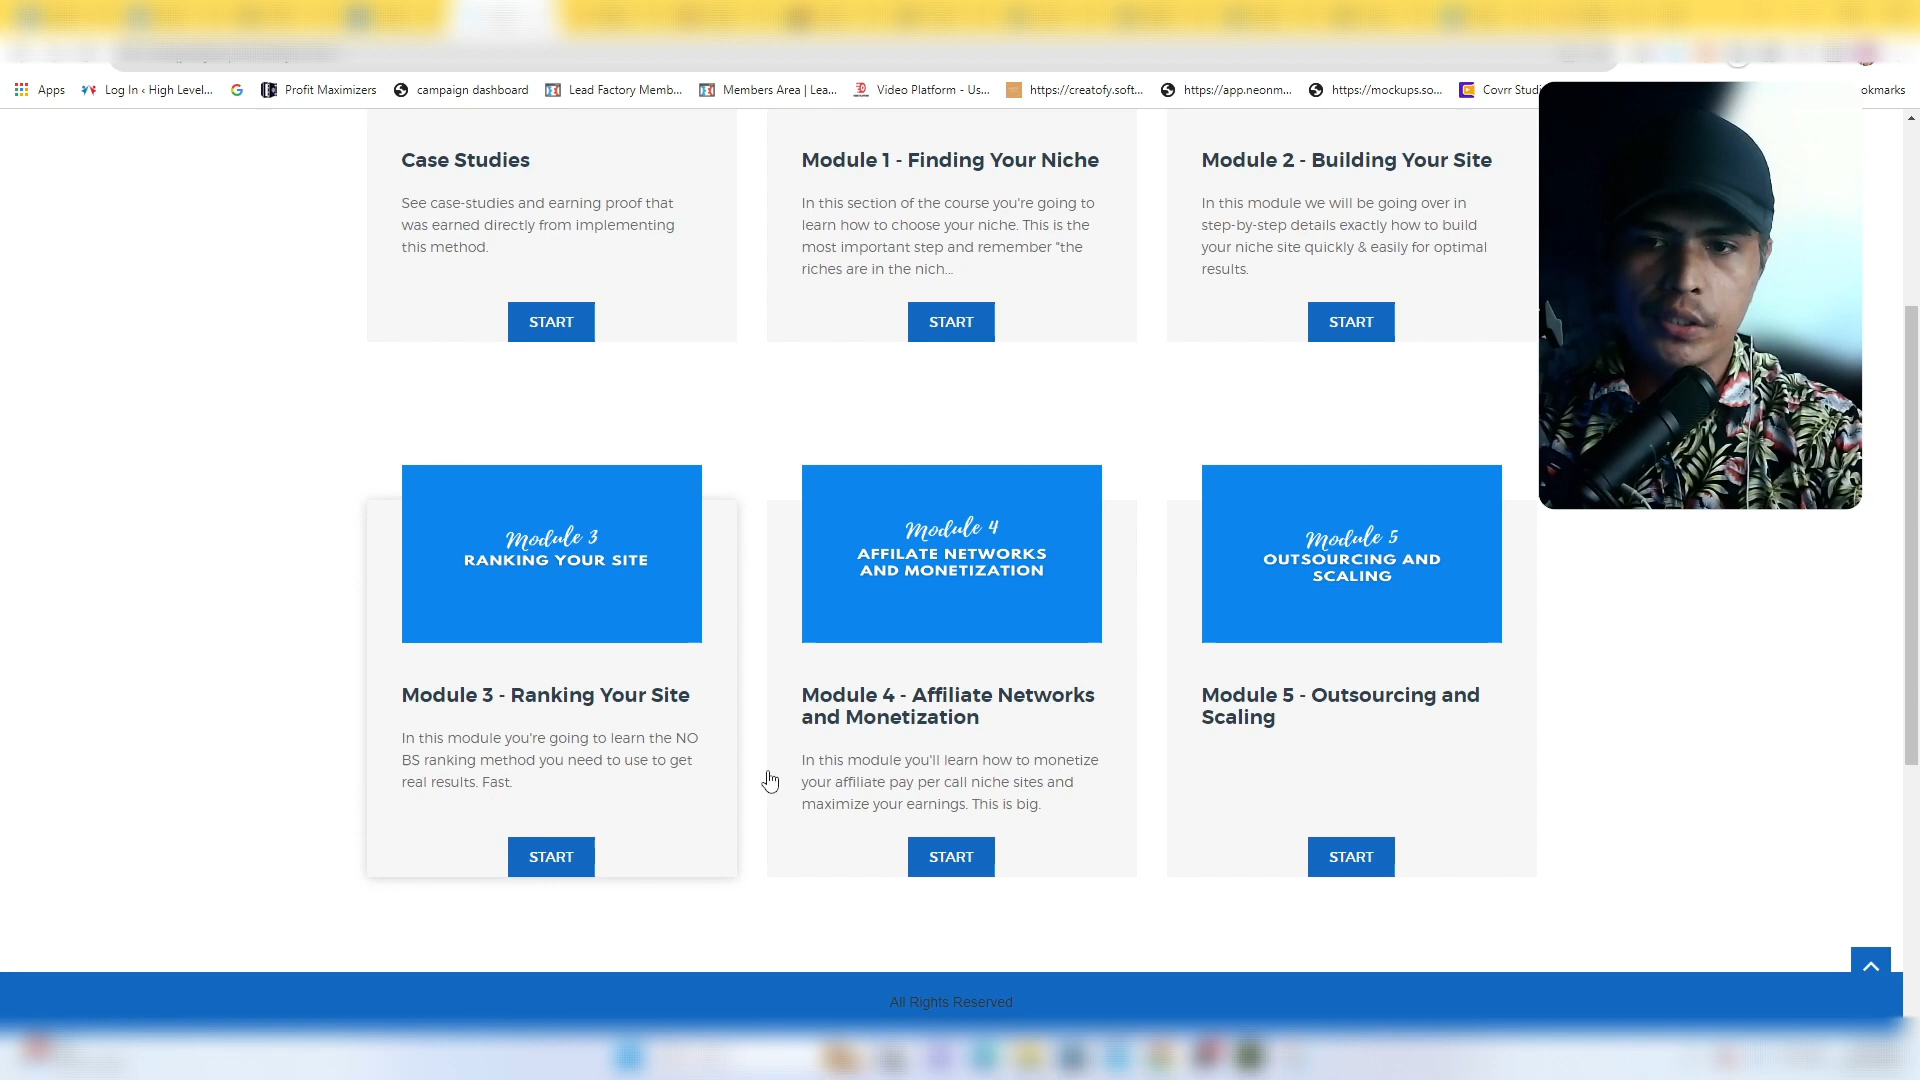 Apps
Log In ‹ High Level...
Profit Maximizers
campaign dashboard
Lead Factory Memb...
Members Area | Lea...
Video Platform - Us...
https://creatofy.soft...
https://app.neonm...
https://mockups.so...
Covrr Studi
okmarks
Case Studies
See case-studies and earning proof that
was earned directly from implementing
this method.
START
Module 1 - Finding Your Niche
In this section of the course you're going to
learn how to choose your niche. This is the
most important step and remember "the
riches are in the nich...
START
Module 2 - Building Your Site
In this module we will be going over in
step-by-step details exactly how to build
your niche site quickly & easily for optimal
results.
START
Module 3
RANKING YOUR SITE
Module 3 - Ranking Your Site
In this module you're going to learn the NO
BS ranking method you need to use to get
real results. Fast.
START
Module 4
AFFILATE NETWORKS
AND MONETIZATION
Module 4 - Affiliate Networks
and Monetization
In this module you'll learn how to monetize
your affiliate pay per call niche sites and
maximize your earnings. This is big.
START
Module 5
OUTSOURCING AND
SCALING
Module 5 - Outsourcing and
Scaling
START
All Rights Reserved